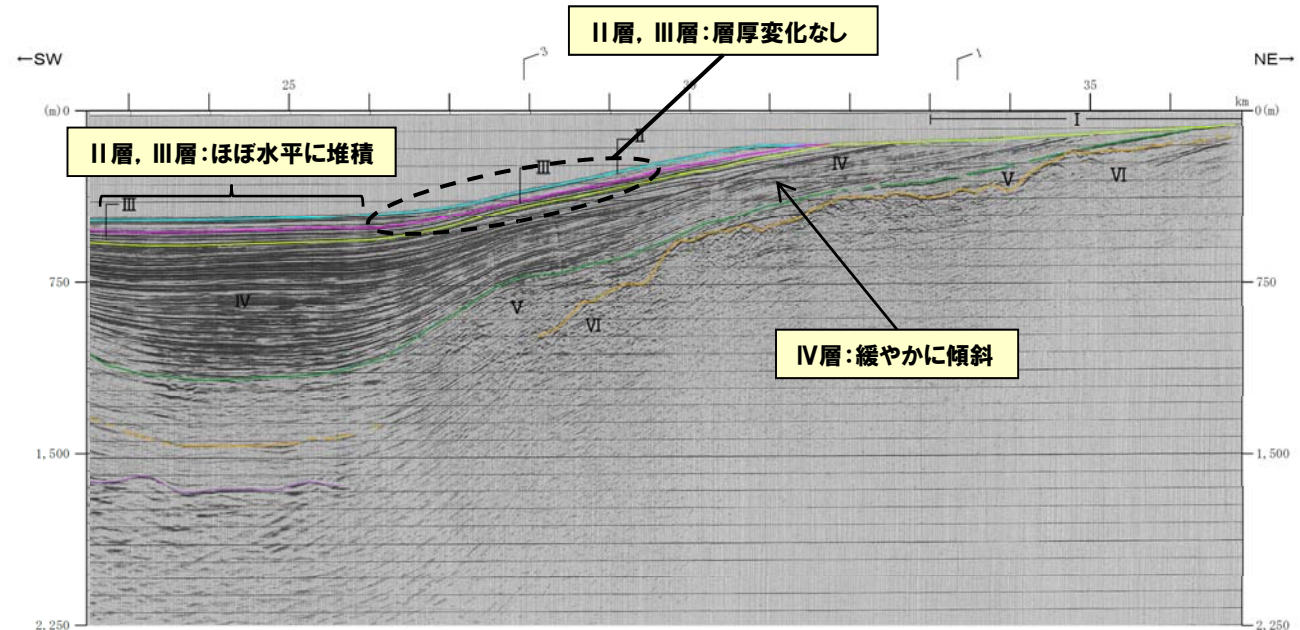 II層，III層：層厚変化なし
←SW
3
1
NE→
25
30
35
km
(m)0
0(m)
I
II層，III層：ほぼ水平に堆積
II
III
III
IV
V
VI
750
750
IV
V
VI
IV層：緩やかに傾斜
1,500
1,500
2,250
2,250